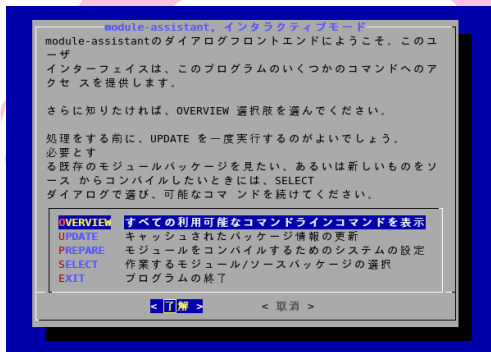 module-assistant, インタラクティブモード
module-assistantのダイアログフロントエンドにようこそ。このユ
ーザ
インターフェイスは、このプログラムのいくつかのコマンドへのア
クセ スを提供します。
さらに知りたければ、OVERVIEW 選択肢を選んでください。
処理をする前に、UPDATE を一度実行するのがよいでしょう。
必要とす
る既存のモジュールパッケージを見たい、あるいは新しいものをソ
ース からコンパイルしたいときには、SELECT
ダイアログで選び、可能なコマ ンドを続けてください。
OVERVIEW すべての利用可能なコマンドラインコマンドを表示
UPDATE キャッシュされたパッケージ情報の更新
PREPARE モジュールをコンパイルするためのシステムの設定
SELECT 作業するモジュール/ソースパッケージの選択
EXIT プログラムの終了
< 了解 > < 取消 >